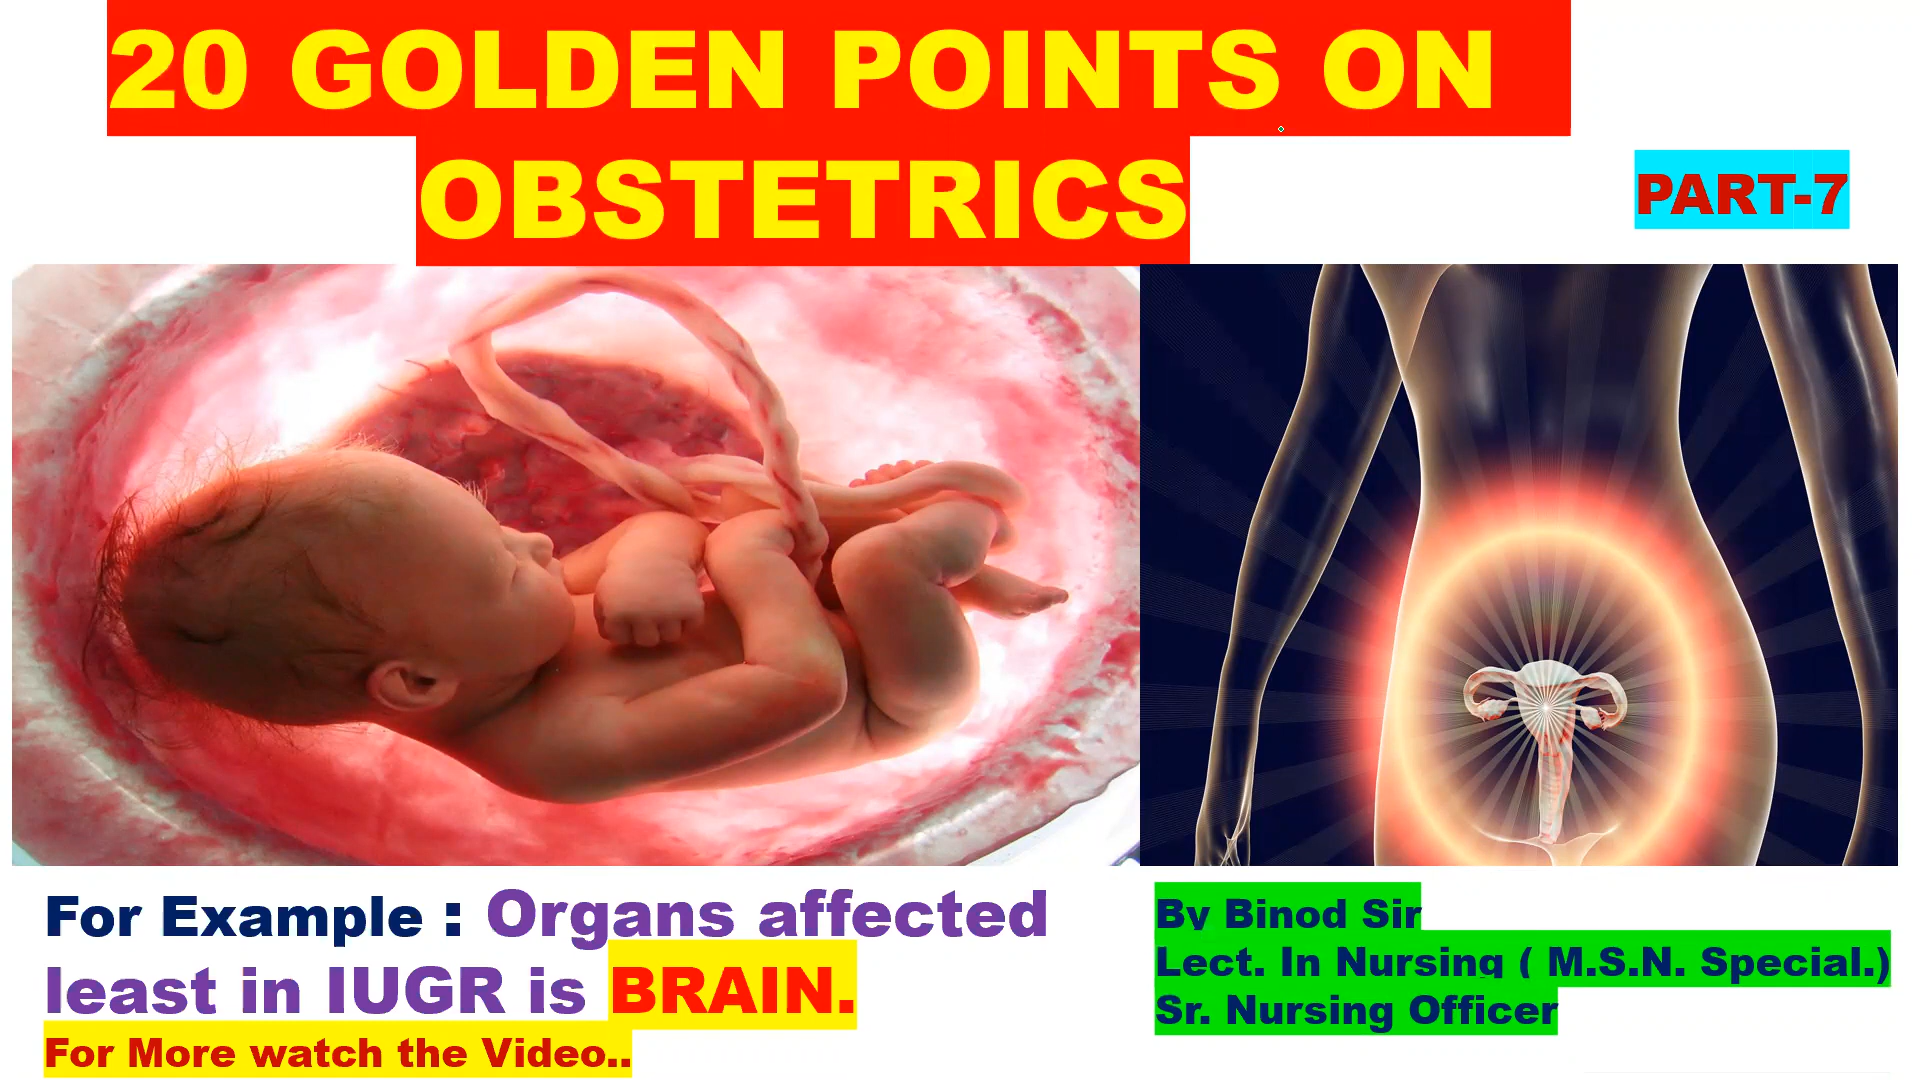 20 GOLDEN POINTS ON
OBSTETRICS
PART-7
For Example : Organs affected
least in IUGR is BRAIN.
For More watch the Video..
By Binod Sir
Lect. In Nursing ( M.S.N. Special.)
Sr. Nursing Officer